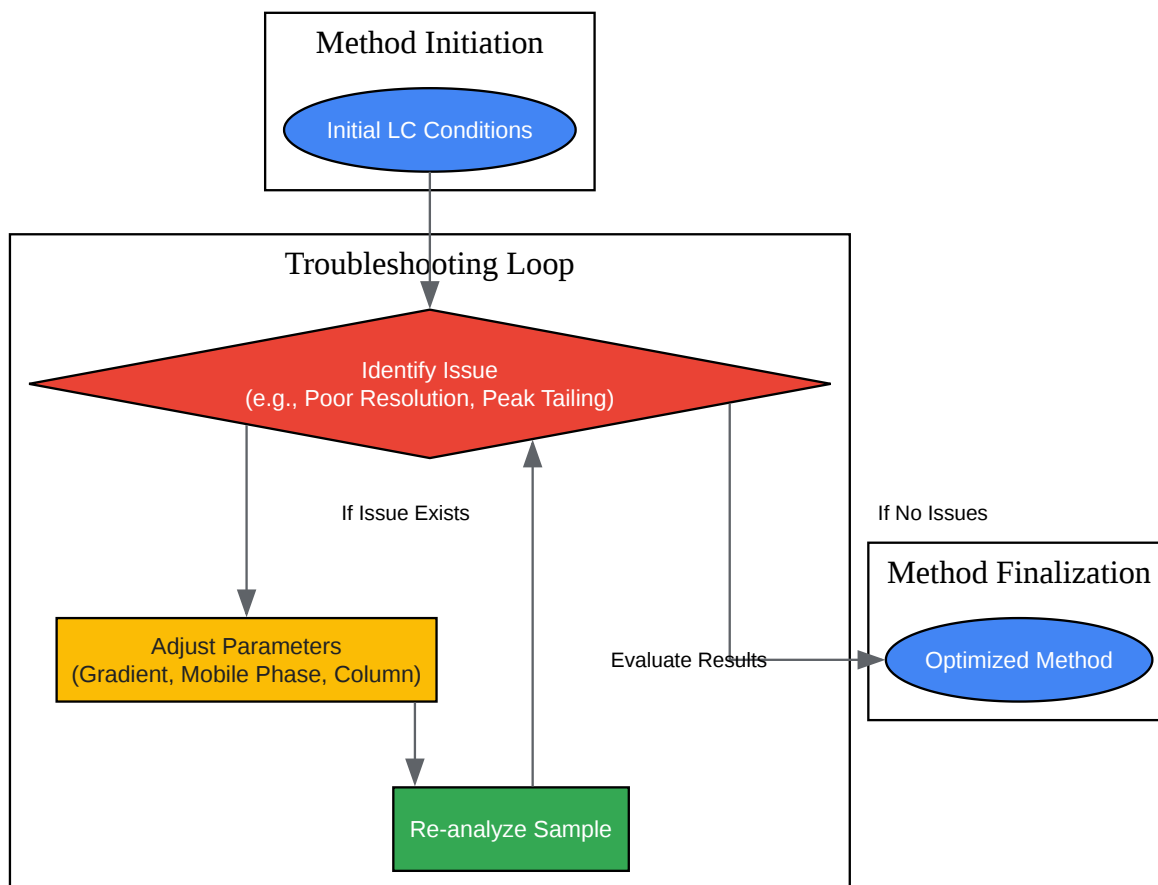 Method Initiation
Initial LC Conditions
Troubleshooting Loop
Identify Issue
(e.g., Poor Resolution, Peak Tailing)
If Issue Exists
If No Issues
Method Finalization
Adjust Parameters
(Gradient, Mobile Phase, Column)
Evaluate Results
Optimized Method
Re-analyze Sample